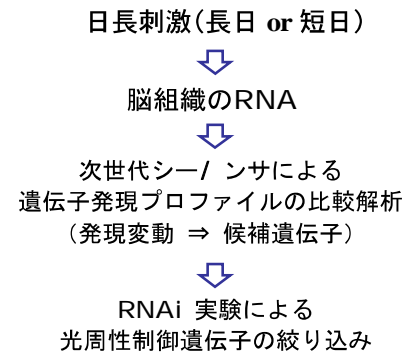 日長刺激(長日 or 短日)
脳組織のRNA
次世代シー/ ンサによる
遺伝子発現プロファイルの比較解析
(発現変動 ⇒ 候補遺伝子)
RNAi 実験による
光周性制御遺伝子の絞り込み